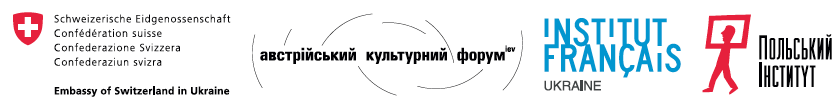 Schweizerische Eidgenossenschaft
Confédération suisse
Confederazione Svizzera
Confederaziun svizra
Embassy of Switzerland in Ukraine
австрійський культурний форум kiev
INSTITUT
FRANÇAIS
UKRAINE
Польський
Інститут